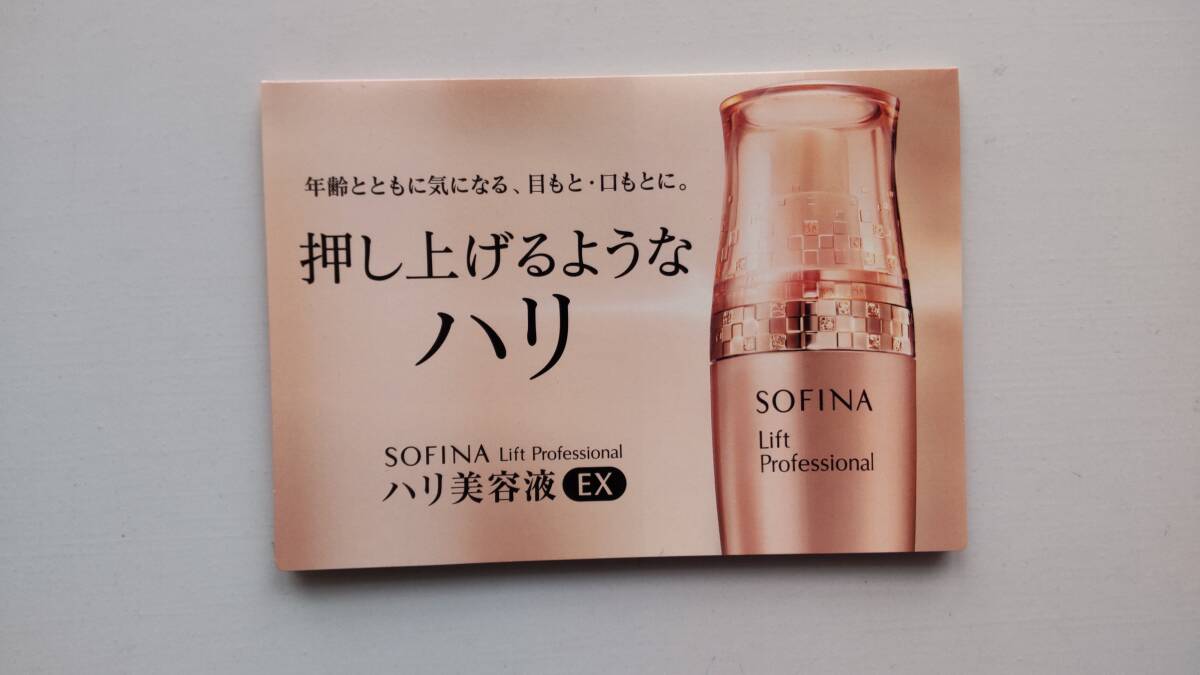 年齢とともに気になる、目もと・口もとに。
押し上げるような
ハリ
SOFINA Lift Professional
ハリ美容液 EX
SOFINA
Lift
Professional